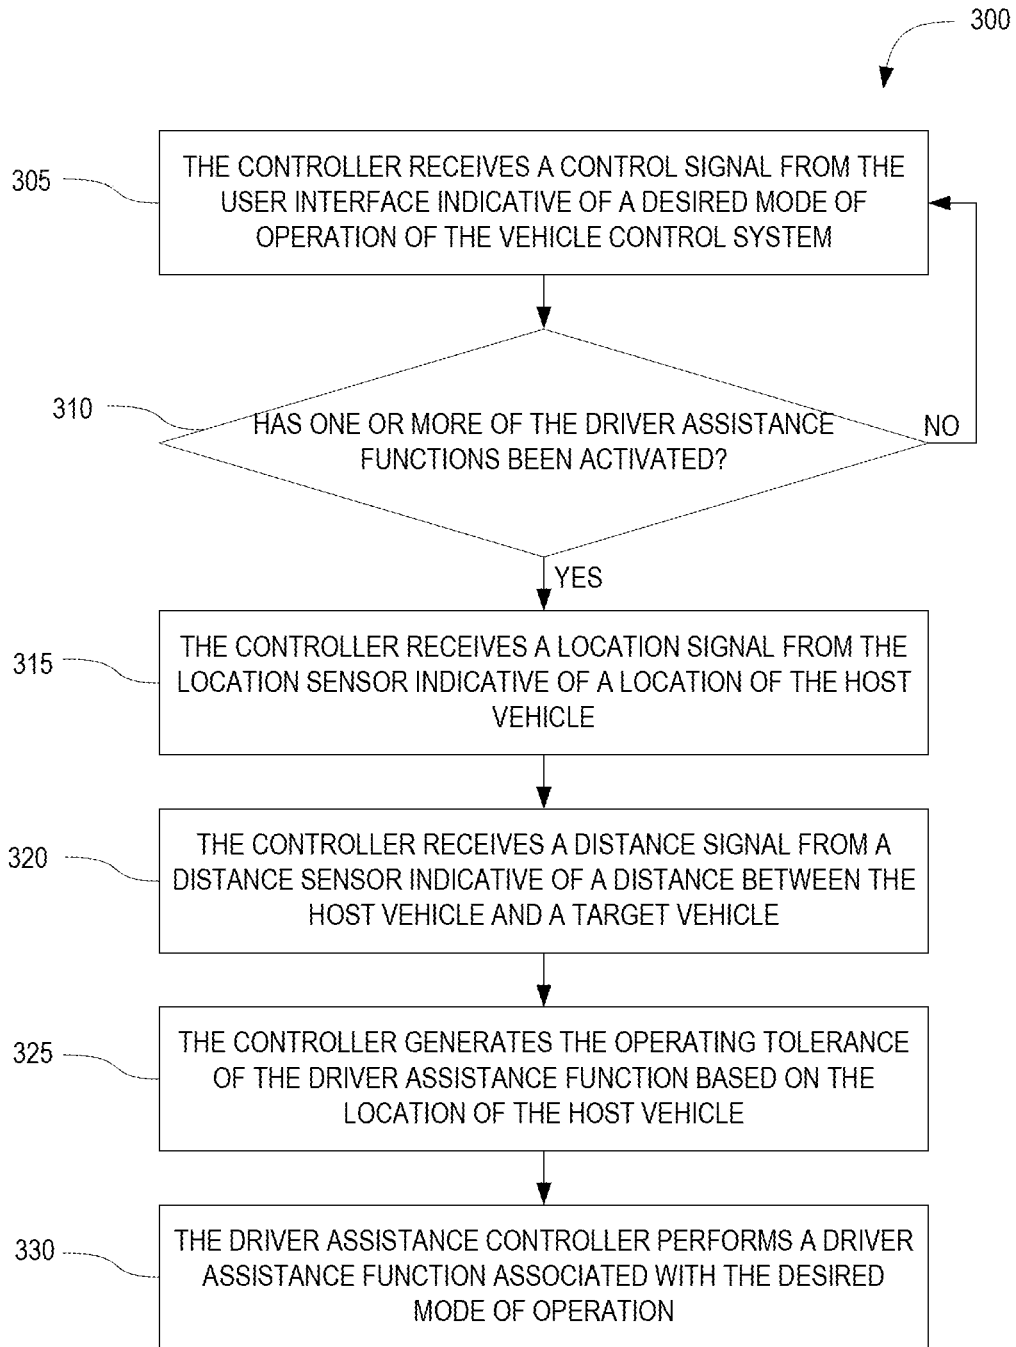 300
305
THE CONTROLLER RECEIVES A CONTROL SIGNAL FROM THE
USER INTERFACE INDICATIVE OF A DESIRED MODE OF
OPERATION OF THE VEHICLE CONTROL SYSTEM
310
HAS ONE OR MORE OF THE DRIVER ASSISTANCE
FUNCTIONS BEEN ACTIVATED?
NO
YES
315
THE CONTROLLER RECEIVES A LOCATION SIGNAL FROM THE
LOCATION SENSOR INDICATIVE OF A LOCATION OF THE HOST
VEHICLE
320
THE CONTROLLER RECEIVES A DISTANCE SIGNAL FROM A
DISTANCE SENSOR INDICATIVE OF A DISTANCE BETWEEN THE
HOST VEHICLE AND A TARGET VEHICLE
325
THE CONTROLLER GENERATES THE OPERATING TOLERANCE
OF THE DRIVER ASSISTANCE FUNCTION BASED ON THE
LOCATION OF THE HOST VEHICLE
330
THE DRIVER ASSISTANCE CONTROLLER PERFORMS A DRIVER
ASSISTANCE FUNCTION ASSOCIATED WITH THE DESIRED
MODE OF OPERATION